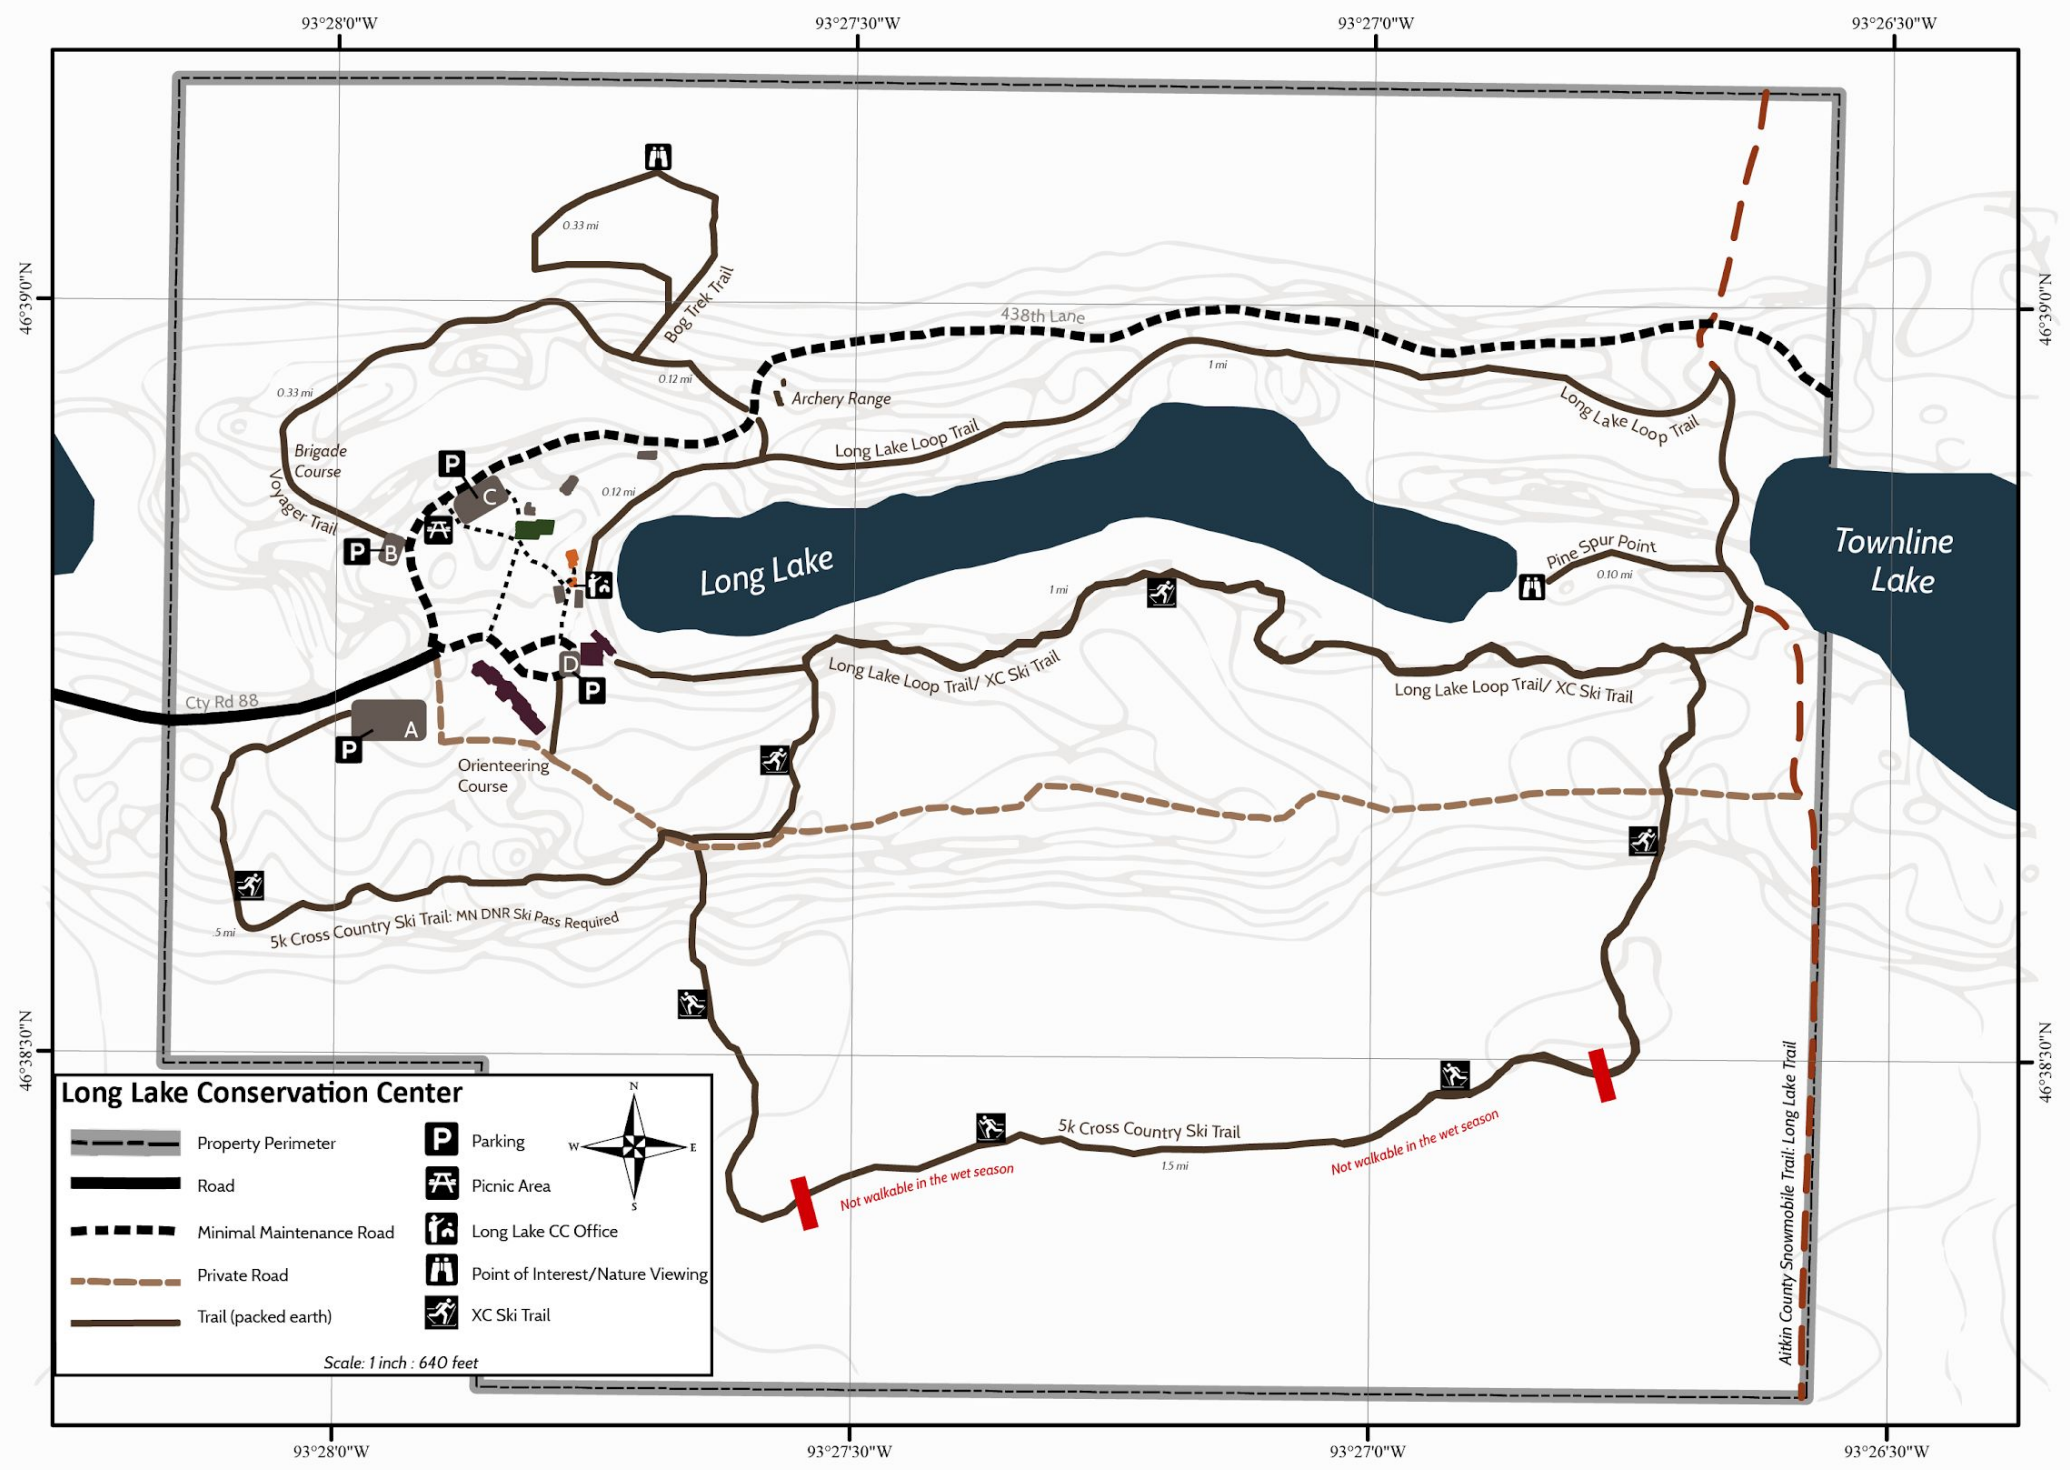 93°28'0"W
93°27'30"W
93°27'0"W
93°26'30"W
46°39'0"N
46°39'0"N
0.33 mi
Bog Trek Trail
438th Lane
0.12 mi
1 mi
0.33 mi
Archery Range
Long Lake Loop Trail
Long Lake Loop Trail
Brigade
Course
Voyager Trail
P
C
0.12 mi
P
B
Pine Spur Point
0.10 mi
Townline
Lake
Long Lake
1 mi
D
P
Long Lake Loop Trail/ XC Ski Trail
Long Lake Loop Trail/ XC Ski Trail
Cty Rd 88
A
P
Orienteering
Course
.5 mi
5k Cross Country Ski Trail: MN DNR Ski Pass Required
46°38'30"N
46°38'30"N
5k Cross Country Ski Trail
1.5 mi
Not walkable in the wet season
Not walkable in the wet season
Aitkin County Snowmobile Trail: Long Lake Trail
Long Lake Conservation Center
Property Perimeter
Road
Minimal Maintenance Road
Private Road
Trail (packed earth)
P
Parking
Picnic Area
Long Lake CC Office
Point of Interest/Nature Viewing
XC Ski Trail
N
W
E
S
Scale: 1 inch : 640 feet
93°28'0"W
93°27'30"W
93°27'0"W
93°26'30"W